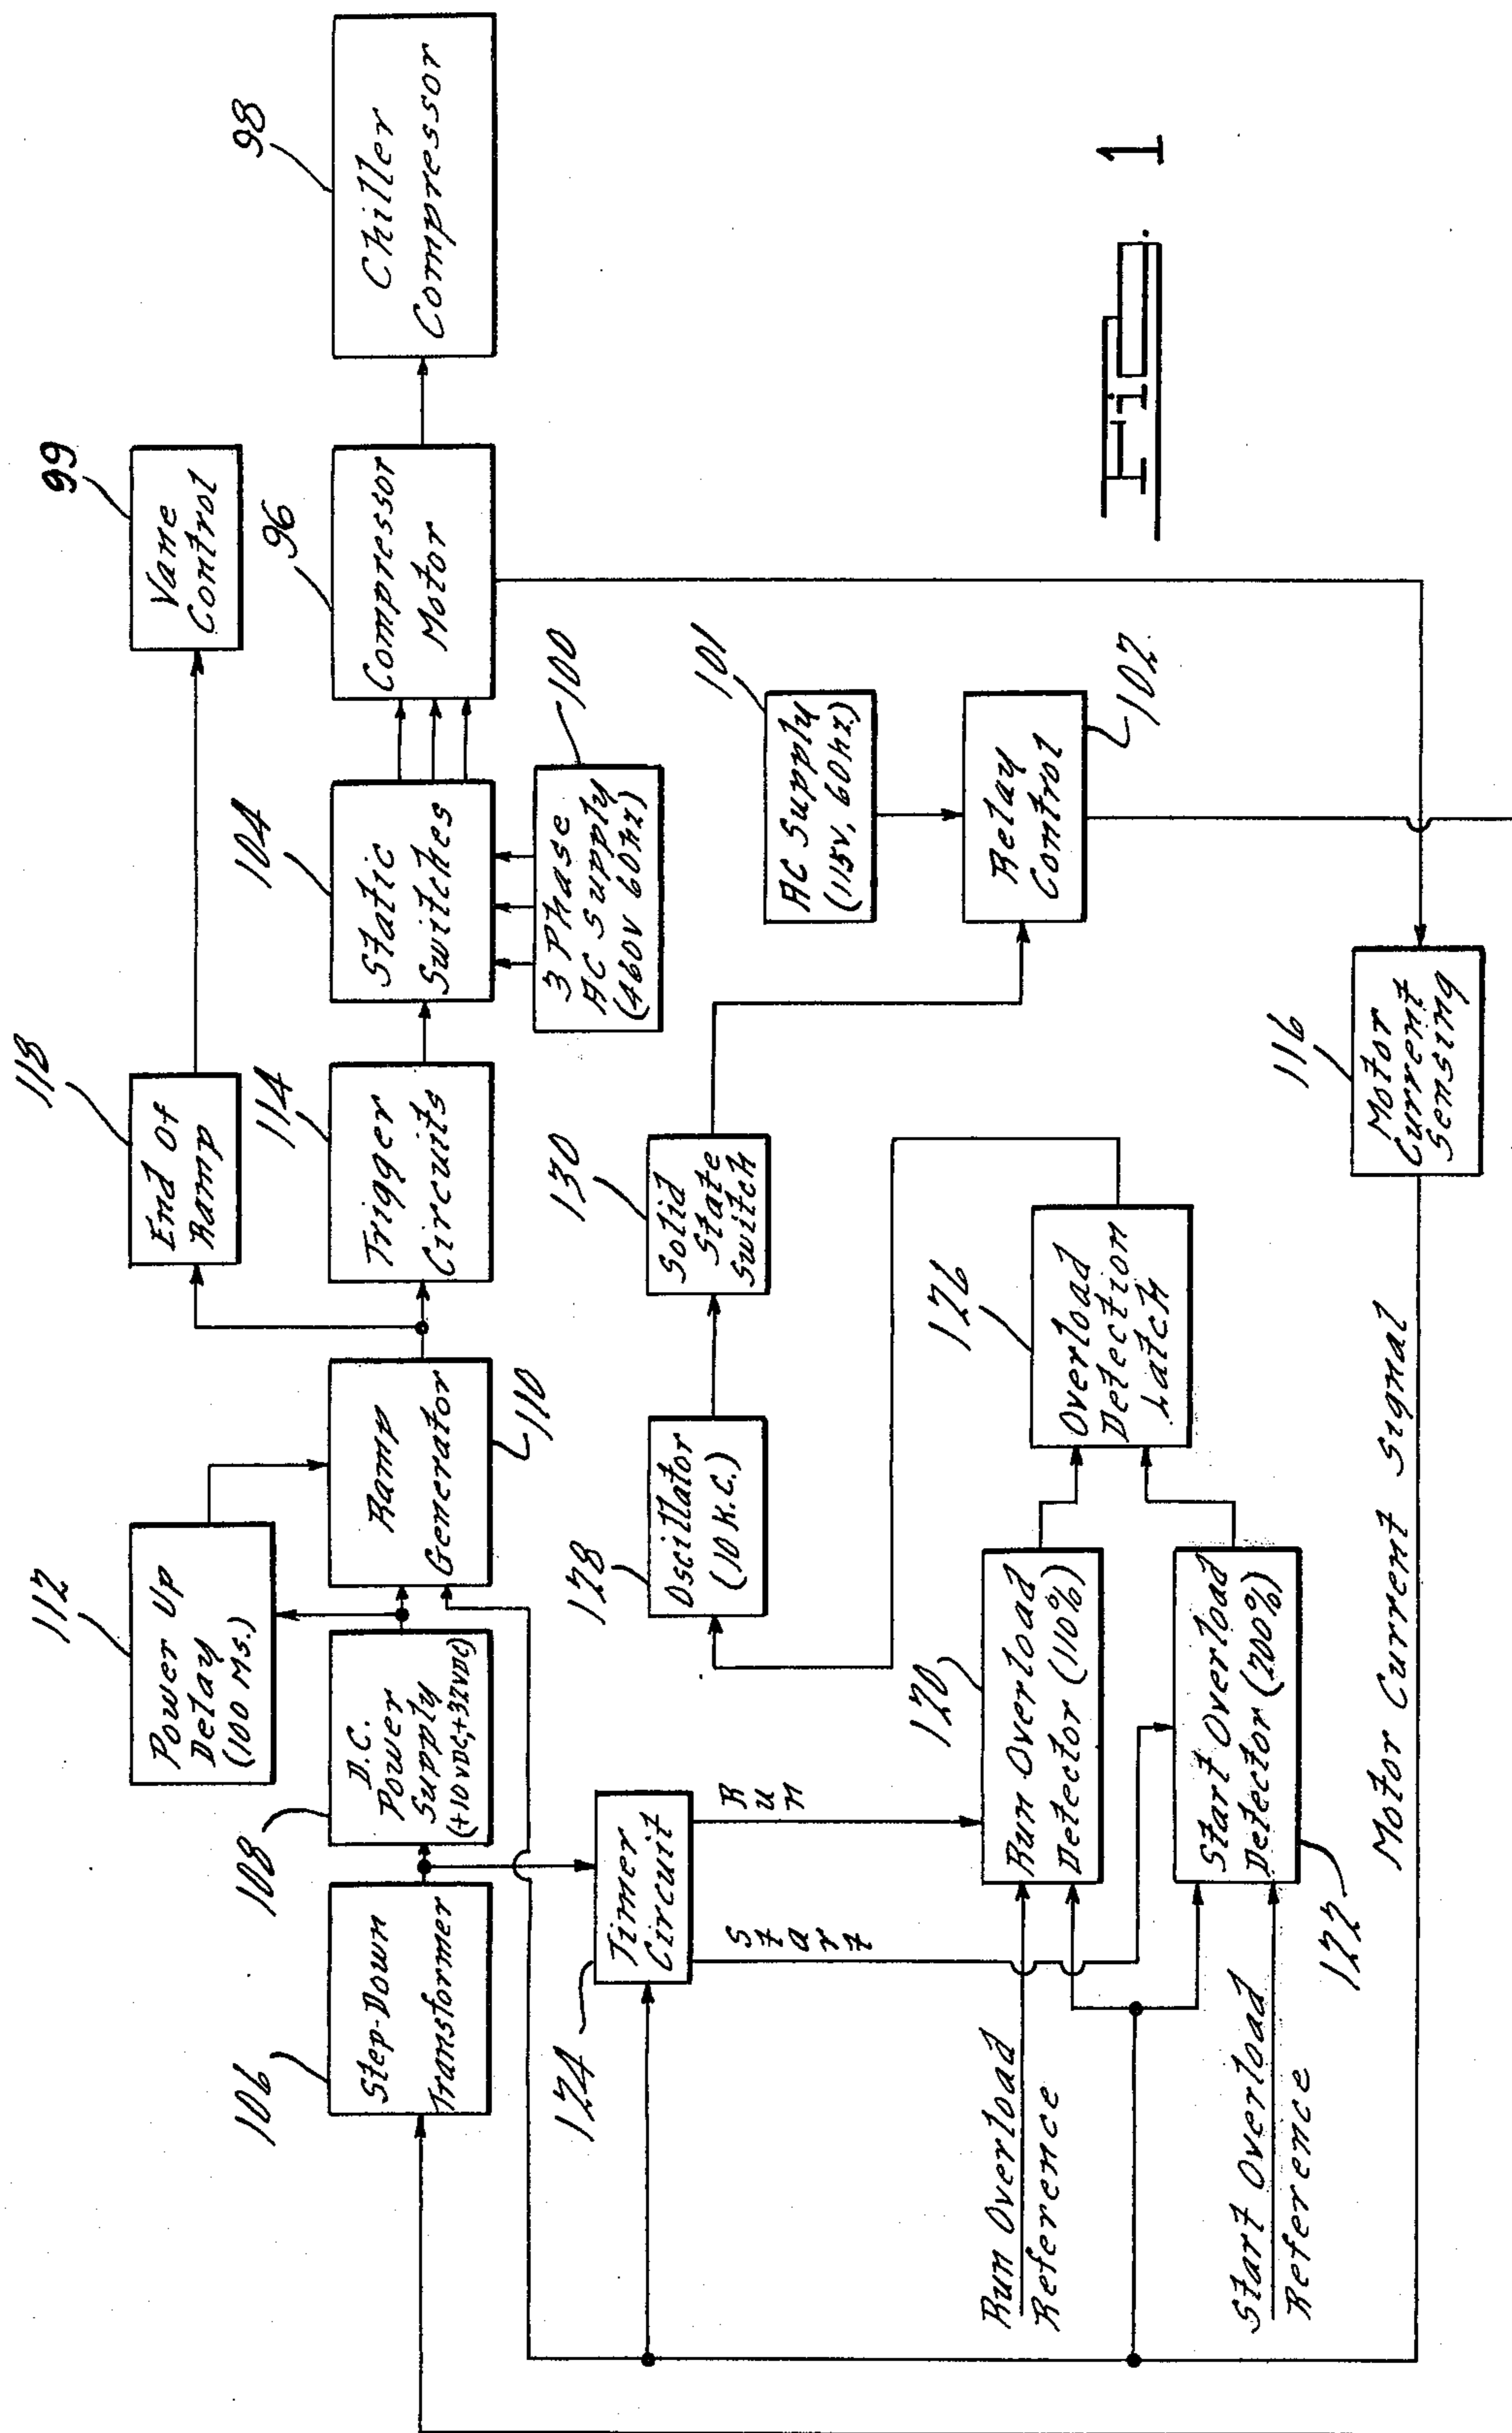 98
Chiller
Compressor
99
Vane
Control
96
Compressor
Motor
104
Static
Switches
100
3 Phase
AC Supply
(460V 60hz)
101
AC Supply
(115V, 60hz)
Relay
Control
102
118
End Of
Ramp
114
Trigger
Circuits
130
Solid
State
Switch
116
Motor
Current
Sensing
112
Power Up
Delay
(100 Ms.)
Ramp
Generator
110
128
Oscillator
(10 K.C.)
126
Overload
Detection
Latch
106
Step-Down
Transformer
108
D.C.
Power
Supply
(+10VDC,+32VDC)
124
Timer
Circuit
Run
Start
120
Run Overload
Detector (110%)
Start Overload
Detector (200%)
122
Run Overload
Reference
Start Overload
Reference
Motor Current Signal
Fig. 1